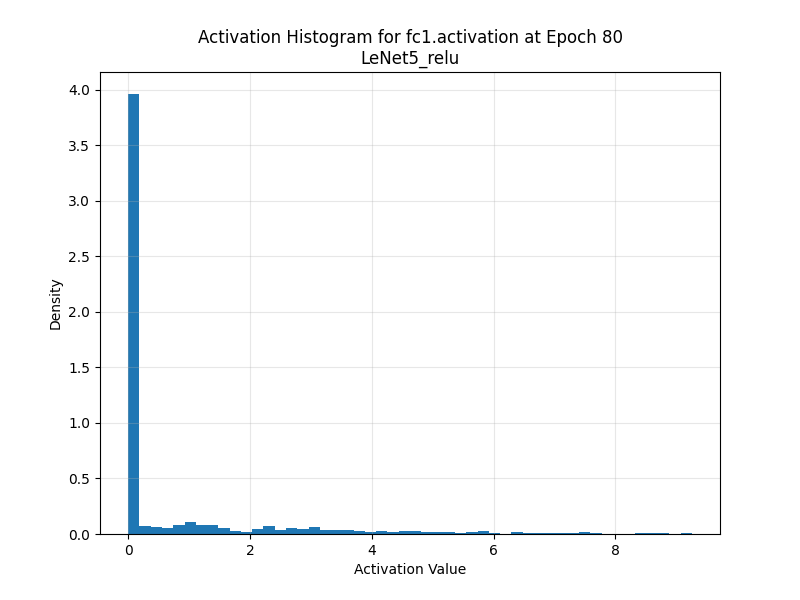 Activation Histogram for fc1.activation at Epoch 80
LeNet5_relu
4.0
3.5
3.0
2.5
2.0
1.5
1.0
0.5
0.0
Density
0 2 4 6 8
Activation Value